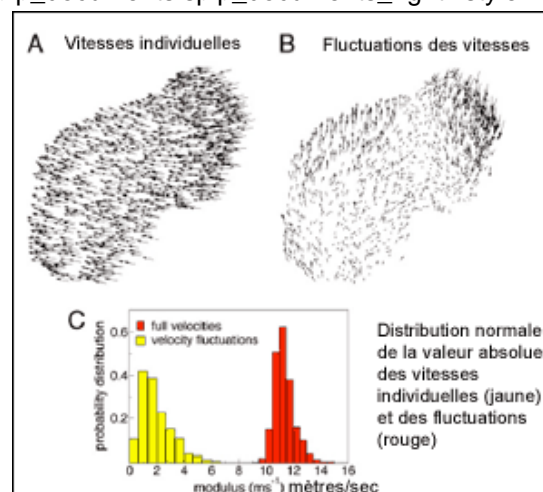 A Vitesses individuelles
B Fluctuations des vitesses
C
full velocities
velocity fluctuations
probability distribution
0.6
0.4
0.2
0 2 4 6 8 10 12 14 16
modulus (ms⁻¹) mètres/sec
Distribution normale
de la valeur absolue
des vitesses
individuelles (jaune)
et des fluctuations
(rouge)